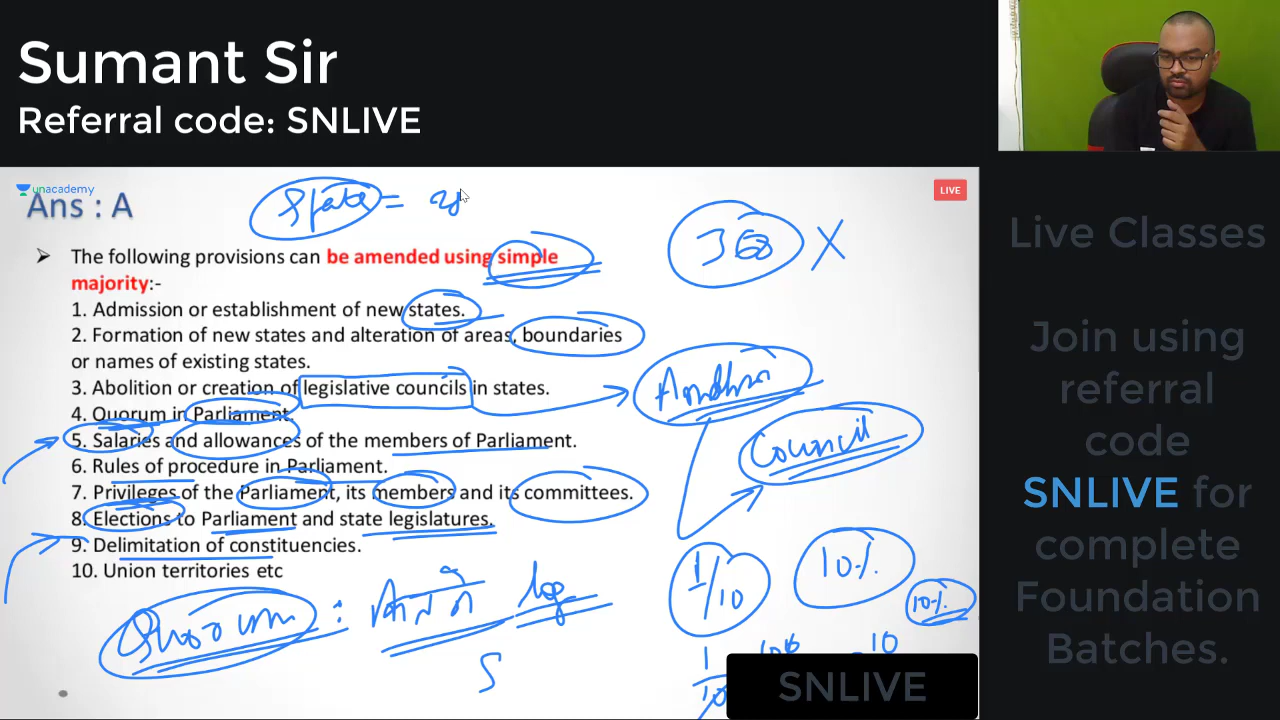 Sumant Sir
Referral code: SNLIVE
unacademy
LIVE
Ans : A
State =
368 X
➢ The following provisions can be amended using simple
majority:-
1. Admission or establishment of new states.
2. Formation of new states and alteration of areas, boundaries
or names of existing states.
3. Abolition or creation of legislative councils in states.
Andhra
4. Quorum in Parliament.
Council
5. Salaries and allowances of the members of Parliament.
6. Rules of procedure in Parliament.
7. Privileges of the Parliament, its members and its committees.
8. Elections to Parliament and state legislatures.
9. Delimitation of constituencies.
10. Union territories etc
1/10
10%
10%
Quorum :
S
1
10
100
10
SNLIVE
Live Classes
Join using
referral
code
SNLIVE for
complete
Foundation
Batches.